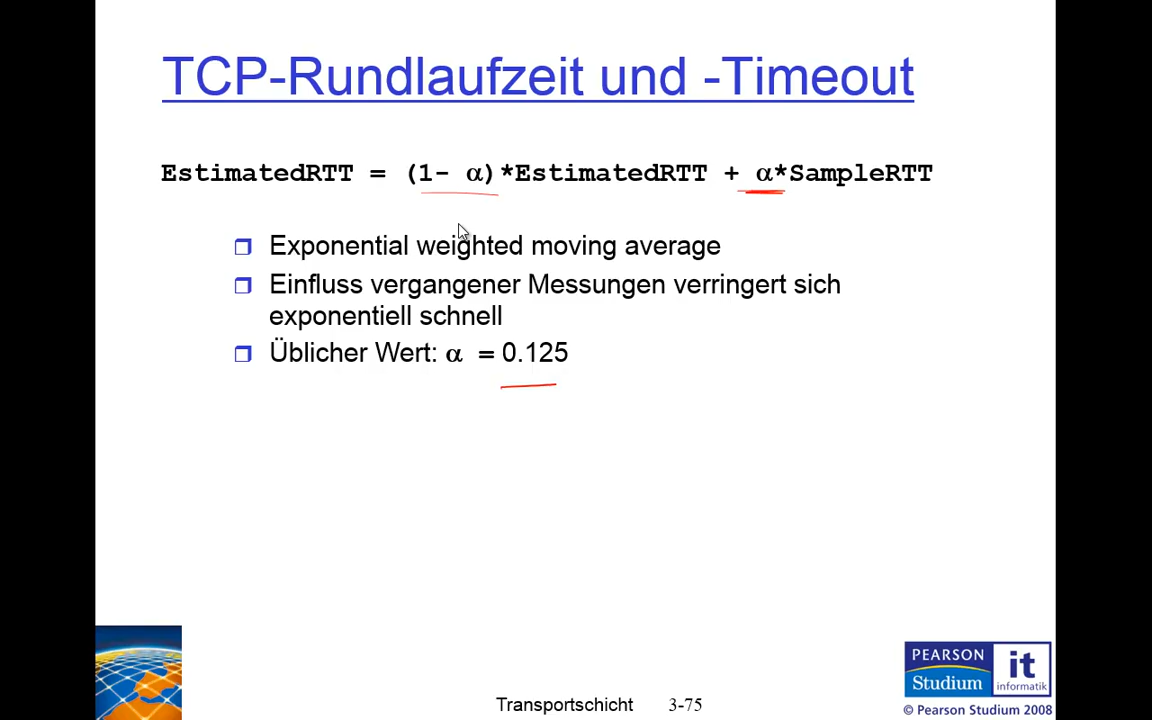 TCP-Rundlaufzeit und -Timeout
EstimatedRTT = (1- α)*EstimatedRTT + α*SampleRTT
Exponential weighted moving average
Einfluss vergangener Messungen verringert sich
exponentiell schnell
Üblicher Wert: α = 0.125
PEARSON
Studium
it
informatik
Transportschicht 3-75
© Pearson Studium 2008